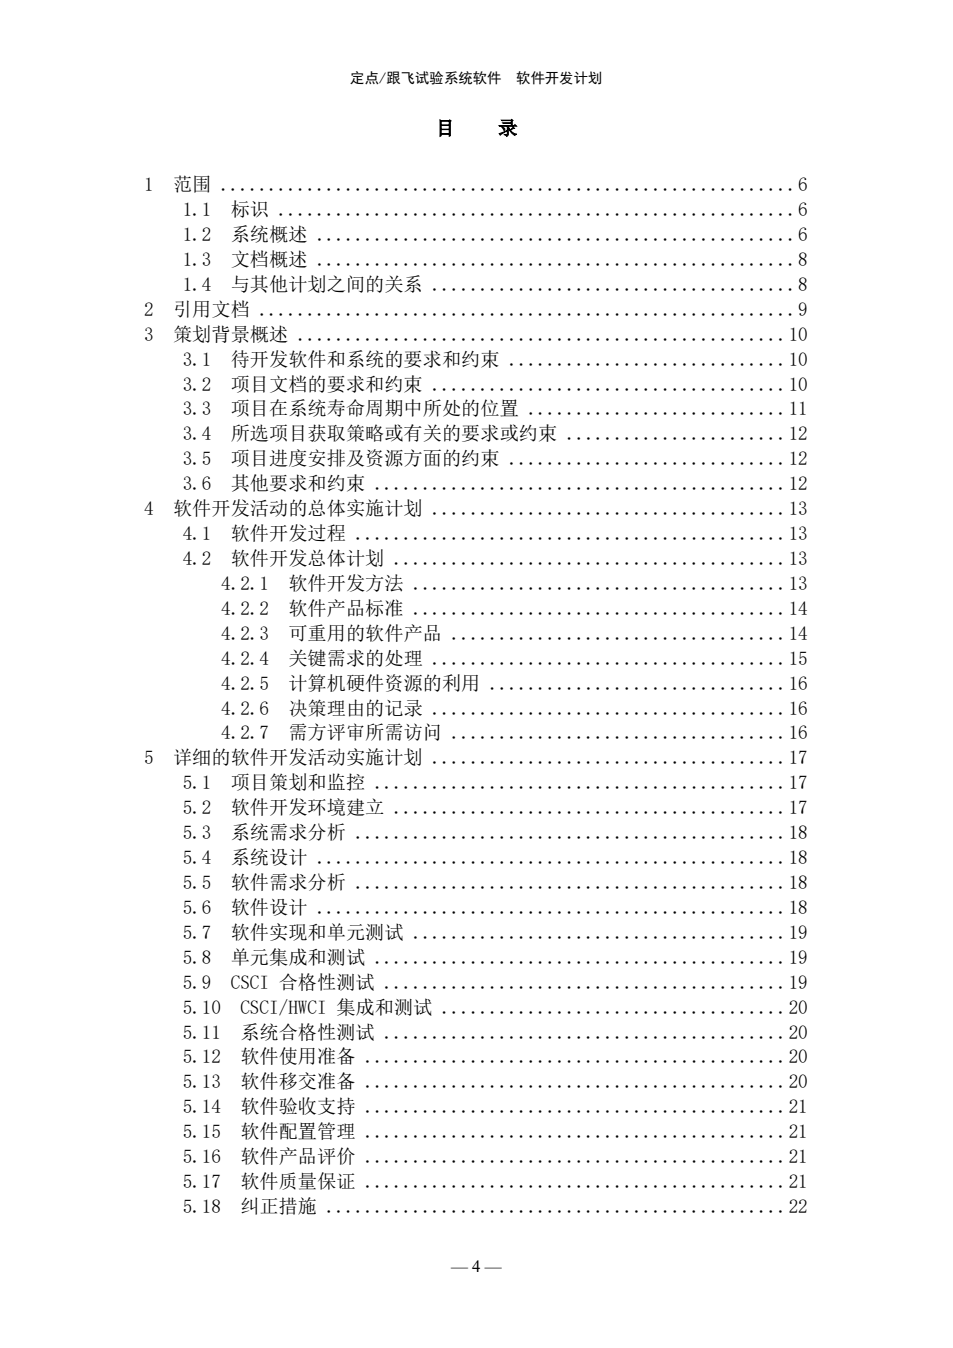 定点/跟飞试验系统软件　软件开发计划
目　　录
1　范围 ............................................................ 6
1.1　标识 ...................................................... 6
1.2　系统概述 .................................................. 6
1.3　文档概述 .................................................. 8
1.4　与其他计划之间的关系 ...................................... 8
2　引用文档 ........................................................ 9
3　策划背景概述 ................................................... 10
3.1　待开发软件和系统的要求和约束 ............................. 10
3.2　项目文档的要求和约束 ..................................... 10
3.3　项目在系统寿命周期中所处的位置 ........................... 11
3.4　所选项目获取策略或有关的要求或约束 ....................... 12
3.5　项目进度安排及资源方面的约束 ............................. 12
3.6　其他要求和约束 ........................................... 12
4　软件开发活动的总体实施计划 ..................................... 13
4.1　软件开发过程 ............................................. 13
4.2　软件开发总体计划 ......................................... 13
4.2.1　软件开发方法 ....................................... 13
4.2.2　软件产品标准 ....................................... 14
4.2.3　可重用的软件产品 ................................... 14
4.2.4　关键需求的处理 ..................................... 15
4.2.5　计算机硬件资源的利用 ............................... 16
4.2.6　决策理由的记录 ..................................... 16
4.2.7　需方评审所需访问 ................................... 16
5　详细的软件开发活动实施计划 ..................................... 17
5.1　项目策划和监控 ........................................... 17
5.2　软件开发环境建立 ......................................... 17
5.3　系统需求分析 ............................................. 18
5.4　系统设计 ................................................. 18
5.5　软件需求分析 ............................................. 18
5.6　软件设计 ................................................. 18
5.7　软件实现和单元测试 ....................................... 19
5.8　单元集成和测试 ........................................... 19
5.9　CSCI 合格性测试 .......................................... 19
5.10　CSCI/HWCI 集成和测试 .................................... 20
5.11　系统合格性测试 .......................................... 20
5.12　软件使用准备 ............................................ 20
5.13　软件移交准备 ............................................ 20
5.14　软件验收支持 ............................................ 21
5.15　软件配置管理 ............................................ 21
5.16　软件产品评价 ............................................ 21
5.17　软件质量保证 ............................................ 21
5.18　纠正措施 ................................................ 22
— 4 —